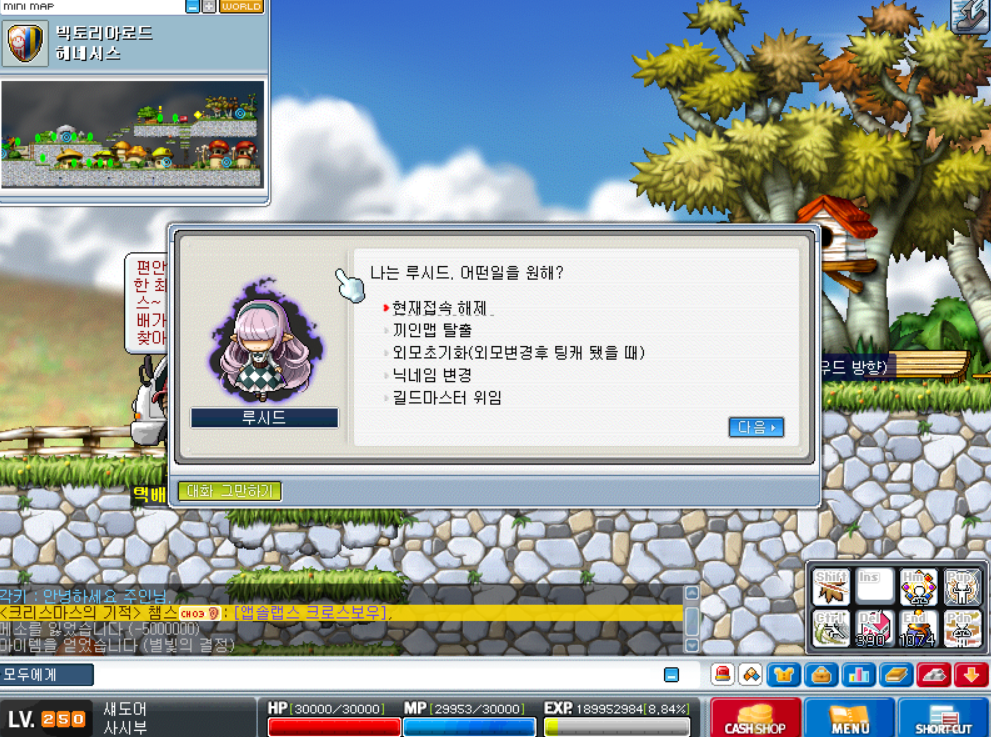 MINI MAP
WORLD
빅토리아로드
헤네시스
편안
한 최
스~
배가
찾아
나는 루시드, 어떤일을 원해?
현재접속 해제
끼인맵 탈출
외모초기화(외모변경후 팅캐 됐을 때)
닉네임 변경
길드마스터 위임
루시드
다음
대화 그만하기
우드 방향)
택배
각키 : 안녕하세요 주인님,
<크리스마스의 기적> 챔스 : [앱솔랩스 크로스보우],
메소를 잃었습니다 (-5000000)
아이템을 얻었습니다 (별빛의 결정)
Shift Ins Hm Pup
Ctrl Del End Pdn
390 1074
모두에게
LV. 250
섀도어
사시부
HP [30000/30000] MP [29953/30000] EXP. 189952984[8.84%]
CASH SHOP MENU SHORT CUT